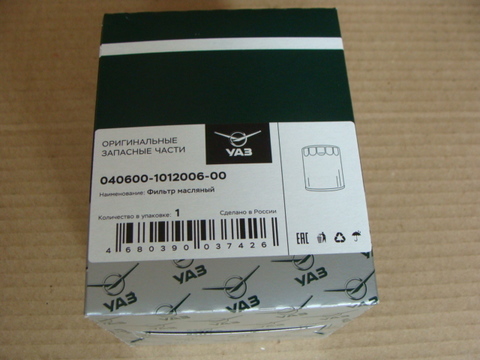 ОРИГИНАЛЬНЫЕ
ЗАПАСНЫЕ ЧАСТИ
УАЗ
040600-1012006-00
Наименование: Фильтр масляный
Количество в упаковке: 1
Сделано в России
4 680390 037426
EAC
УАЗ
УАЗ
УАЗ